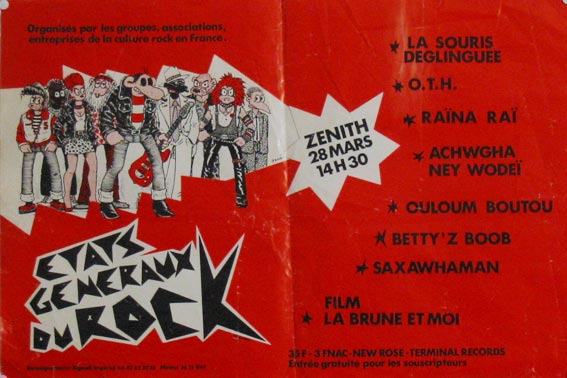 Organisés par les groupes, associations,
entreprises de la culture rock en France.
ZENITH
28 MARS
14 H 30
ETATS
GENERAUX
DU ROCK
★ LA SOURIS
DEGLINGUEE
★ O.T.H.
★ RAÏNA RAÏ
★ ACHWGHA
NEY WODEÏ
★ OULOUM BOUTOU
★ BETTY'Z BOOB
★ SAXAWHAMAN
FILM
★ LA BRUNE ET MOI
35 F - 3 FNAC - NEW ROSE - TERMINAL RECORDS
Entrée gratuite pour les souscripteurs